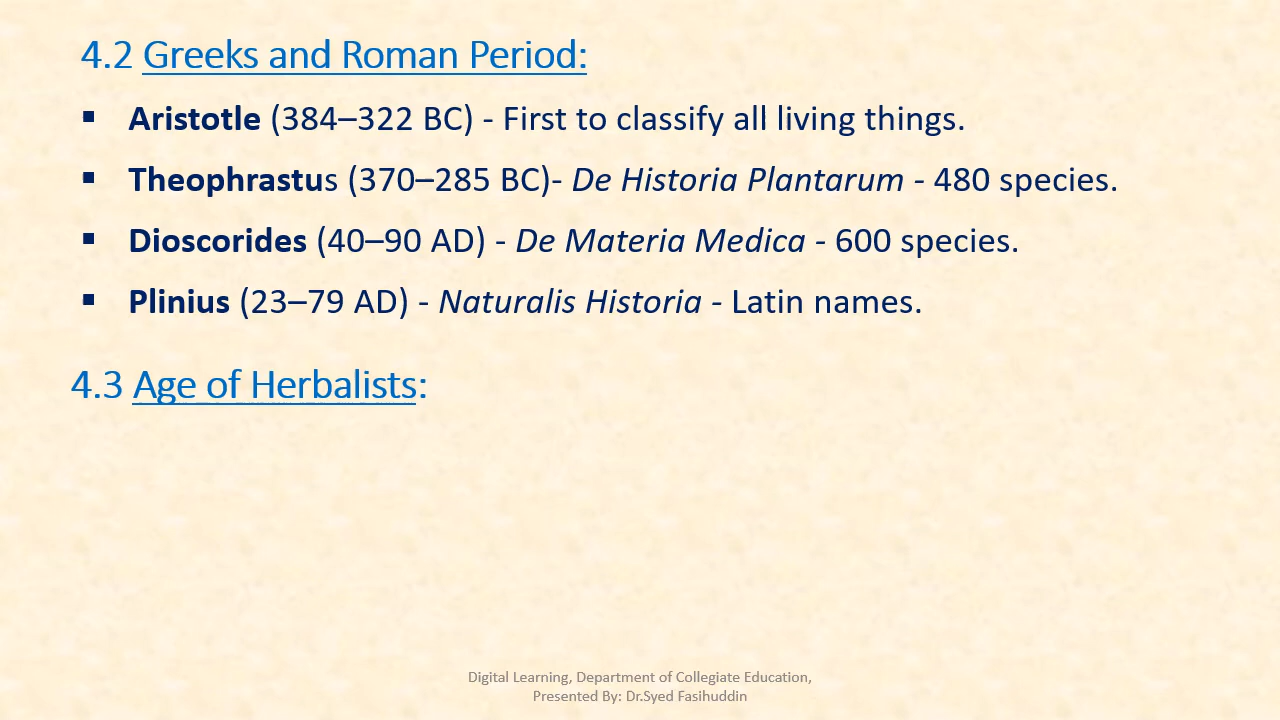 4.2 Greeks and Roman Period:
▪ Aristotle (384–322 BC) - First to classify all living things.
▪ Theophrastus (370–285 BC)- De Historia Plantarum - 480 species.
▪ Dioscorides (40–90 AD) - De Materia Medica - 600 species.
▪ Plinius (23–79 AD) - Naturalis Historia - Latin names.
4.3 Age of Herbalists:
Digital Learning, Department of Collegiate Education,
Presented By: Dr.Syed Fasihuddin